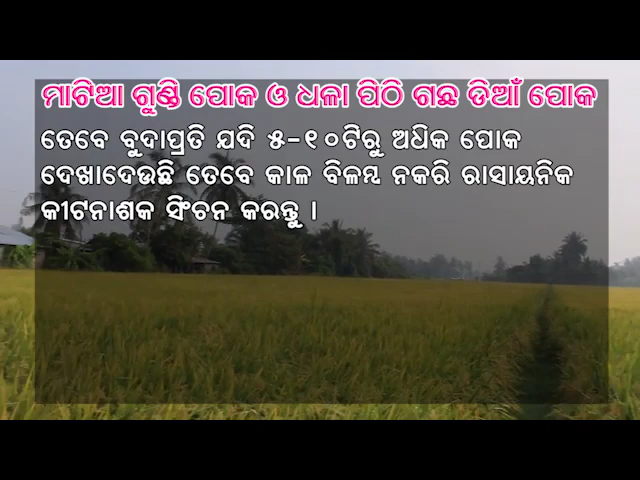 ମାଟିଆ ଗୁଣ୍ଡି ପୋକ ଓ ଧଳା ପିଠି ଗଛ ଡିଆଁ ପୋକ
ତେବେ ବୁଦାପ୍ରତି ଯଦି ୫-୧୦ଟିରୁ ଅଧିକ ପୋକ
ଦେଖାଦେଉଛି ତେବେ କାଳ ବିଳମ୍ବ ନକରି ରାସାୟନିକ
କୀଟନାଶକ ସିଂଚନ କରନ୍ତୁ ।